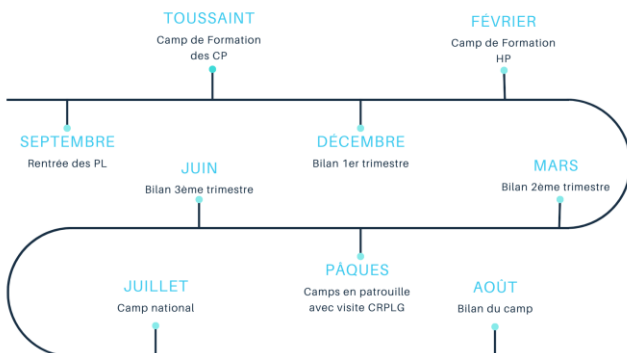 TOUSSAINT
Camp de Formation
des CP
FÉVRIER
Camp de Formation
HP
SEPTEMBRE
Rentrée des PL
DÉCEMBRE
Bilan 1er trimestre
MARS
Bilan 2ème trimestre
JUIN
Bilan 3ème trimestre
PÂQUES
Camps en patrouille
avec visite CRPLG
JUILLET
Camp national
AOÛT
Bilan du camp